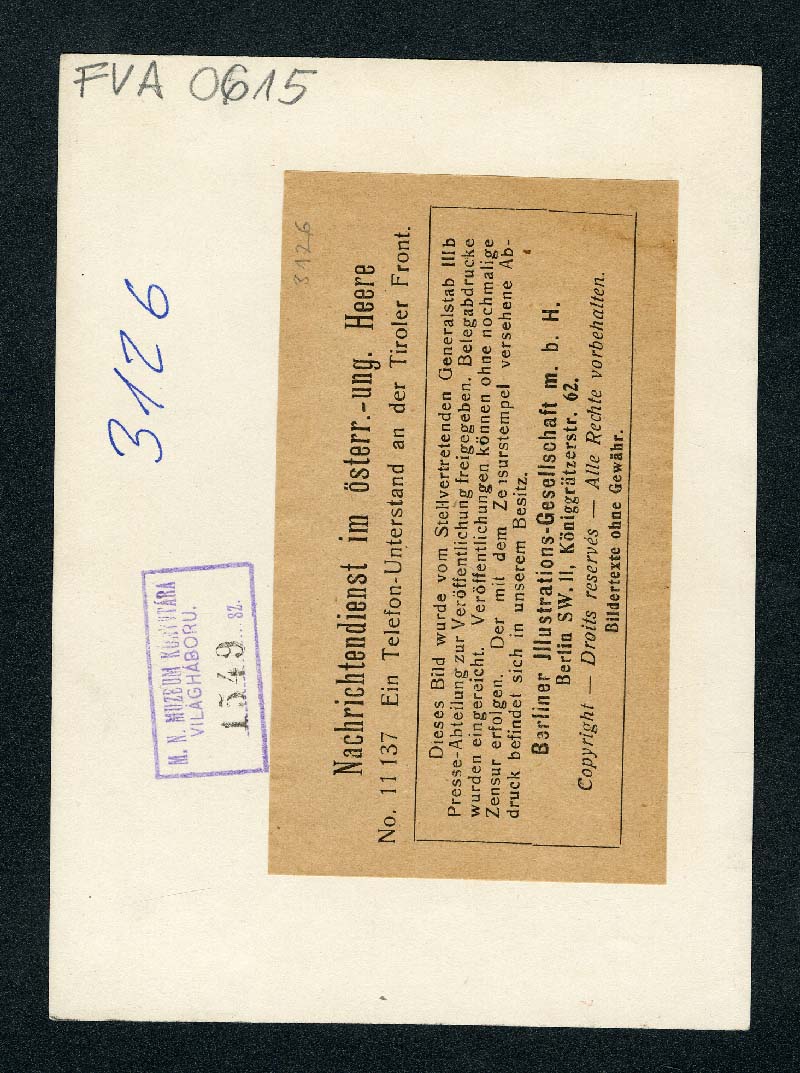 FVA 0615
3126
M. N. MUZEUM KÖNYVTÁRA
VILÁGHÁBORU.
1549 82.
3126
Nachrichtendienst im österr.-ung. Heere
No. 11137 Ein Telefon-Unterstand an der Tiroler Front.
Dieses Bild wurde vom Stellvertretenden Generalstab IIIb
Presse-Abteilung zur Veröffentlichung freigegeben. Belegabdrucke
wurden eingereicht. Veröffentlichungen können ohne nochmalige
Zensur erfolgen. Der mit dem Zensurstempel versehene Ab-
druck befindet sich in unserem Besitz.
Berliner Jllustrations-Gesellschaft m. b. H.
Berlin SW. 11, Königgrätzerstr. 62.
Copyright — Droits reservés — Alle Rechte vorbehalten.
Bildertexte ohne Gewähr.